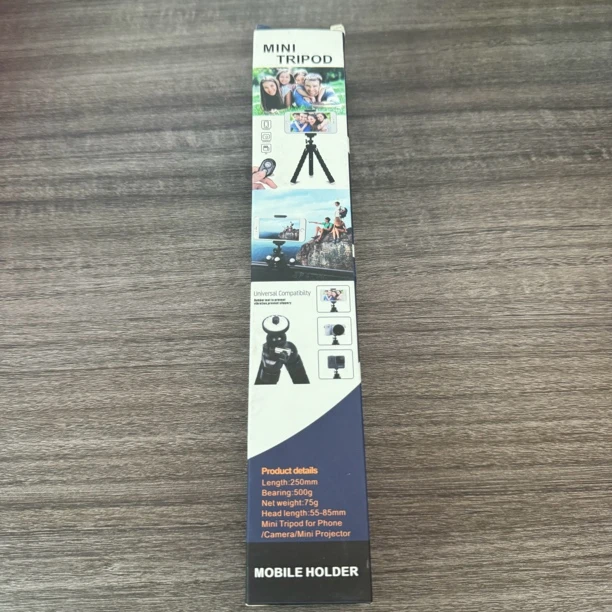 MINI
TRIPOD
Universal Compatibility
Product details
Length:250mm
Bearing:500g
Net weight:75g
Head length:55-85mm
Mini Tripod for Phone
/Camera/Mini Projector
MOBILE HOLDER